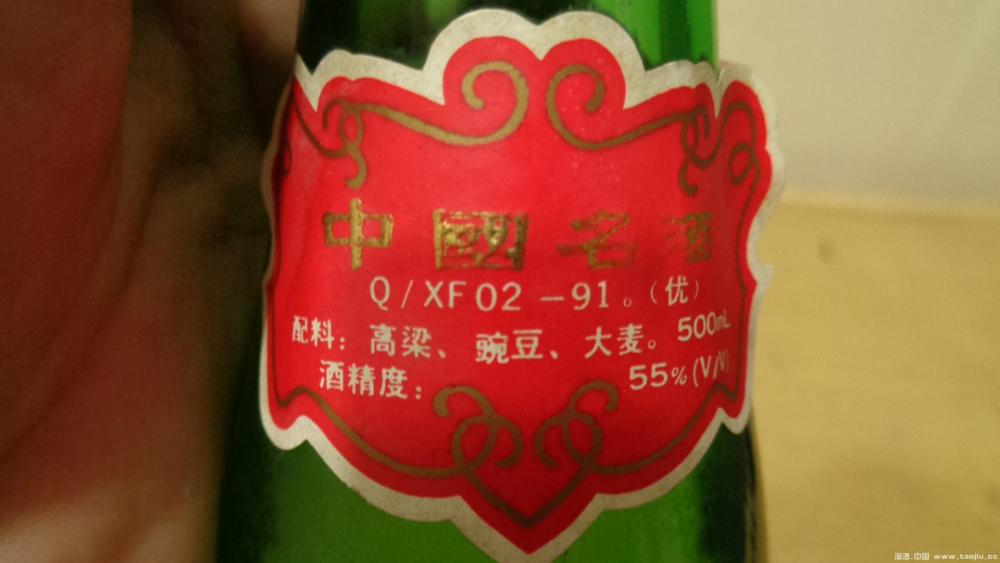 中國名酒
Q/XF02-91。(优)
配料：高梁、豌豆、大麦。500mL
酒精度：55%(V/V)
淘酒.中国 www.taojiu.cc